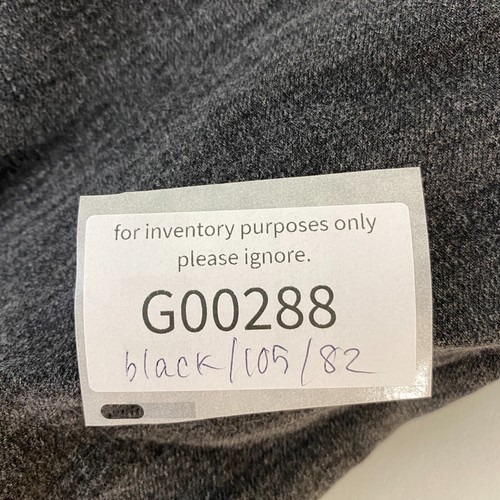 for inventory purposes only
please ignore.
G00288
black/105/82